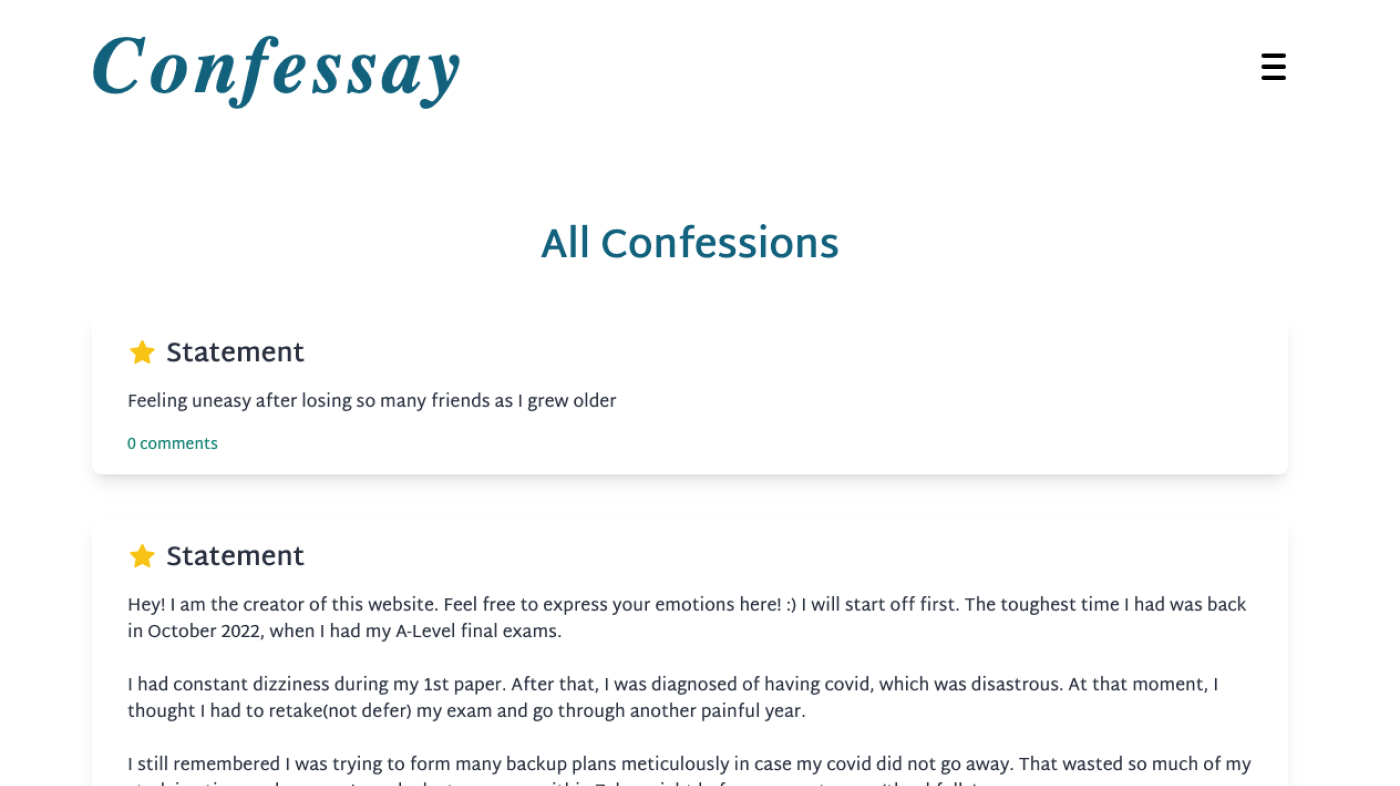 Confessay
All Confessions
Statement
Feeling uneasy after losing so many friends as I grew older
0 comments
Statement
Hey! I am the creator of this website. Feel free to express your emotions here! :) I will start off first. The toughest time I had was back
in October 2022, when I had my A-Level final exams.
I had constant dizziness during my 1st paper. After that, I was diagnosed of having covid, which was disastrous. At that moment, I
thought I had to retake(not defer) my exam and go through another painful year.
I still remembered I was trying to form many backup plans meticulously in case my covid did not go away. That wasted so much of my